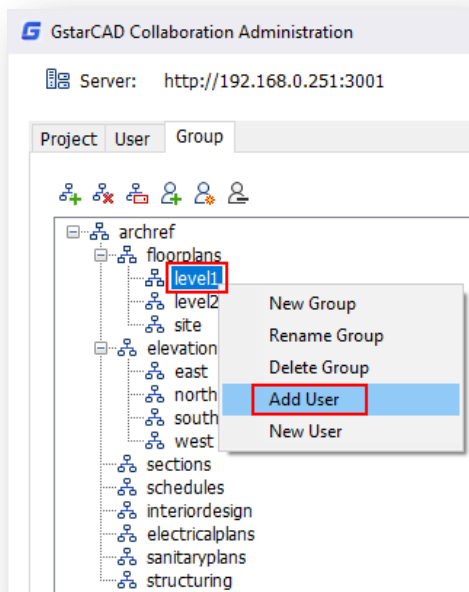 GstarCAD Collaboration Administration
Server: http://192.168.0.251:3001
Project User Group
archref
floorplans
level1
level2
site
elevation
east
north
south
west
sections
schedules
interiordesign
electricalplans
sanitaryplans
structuring
New Group
Rename Group
Delete Group
Add User
New User